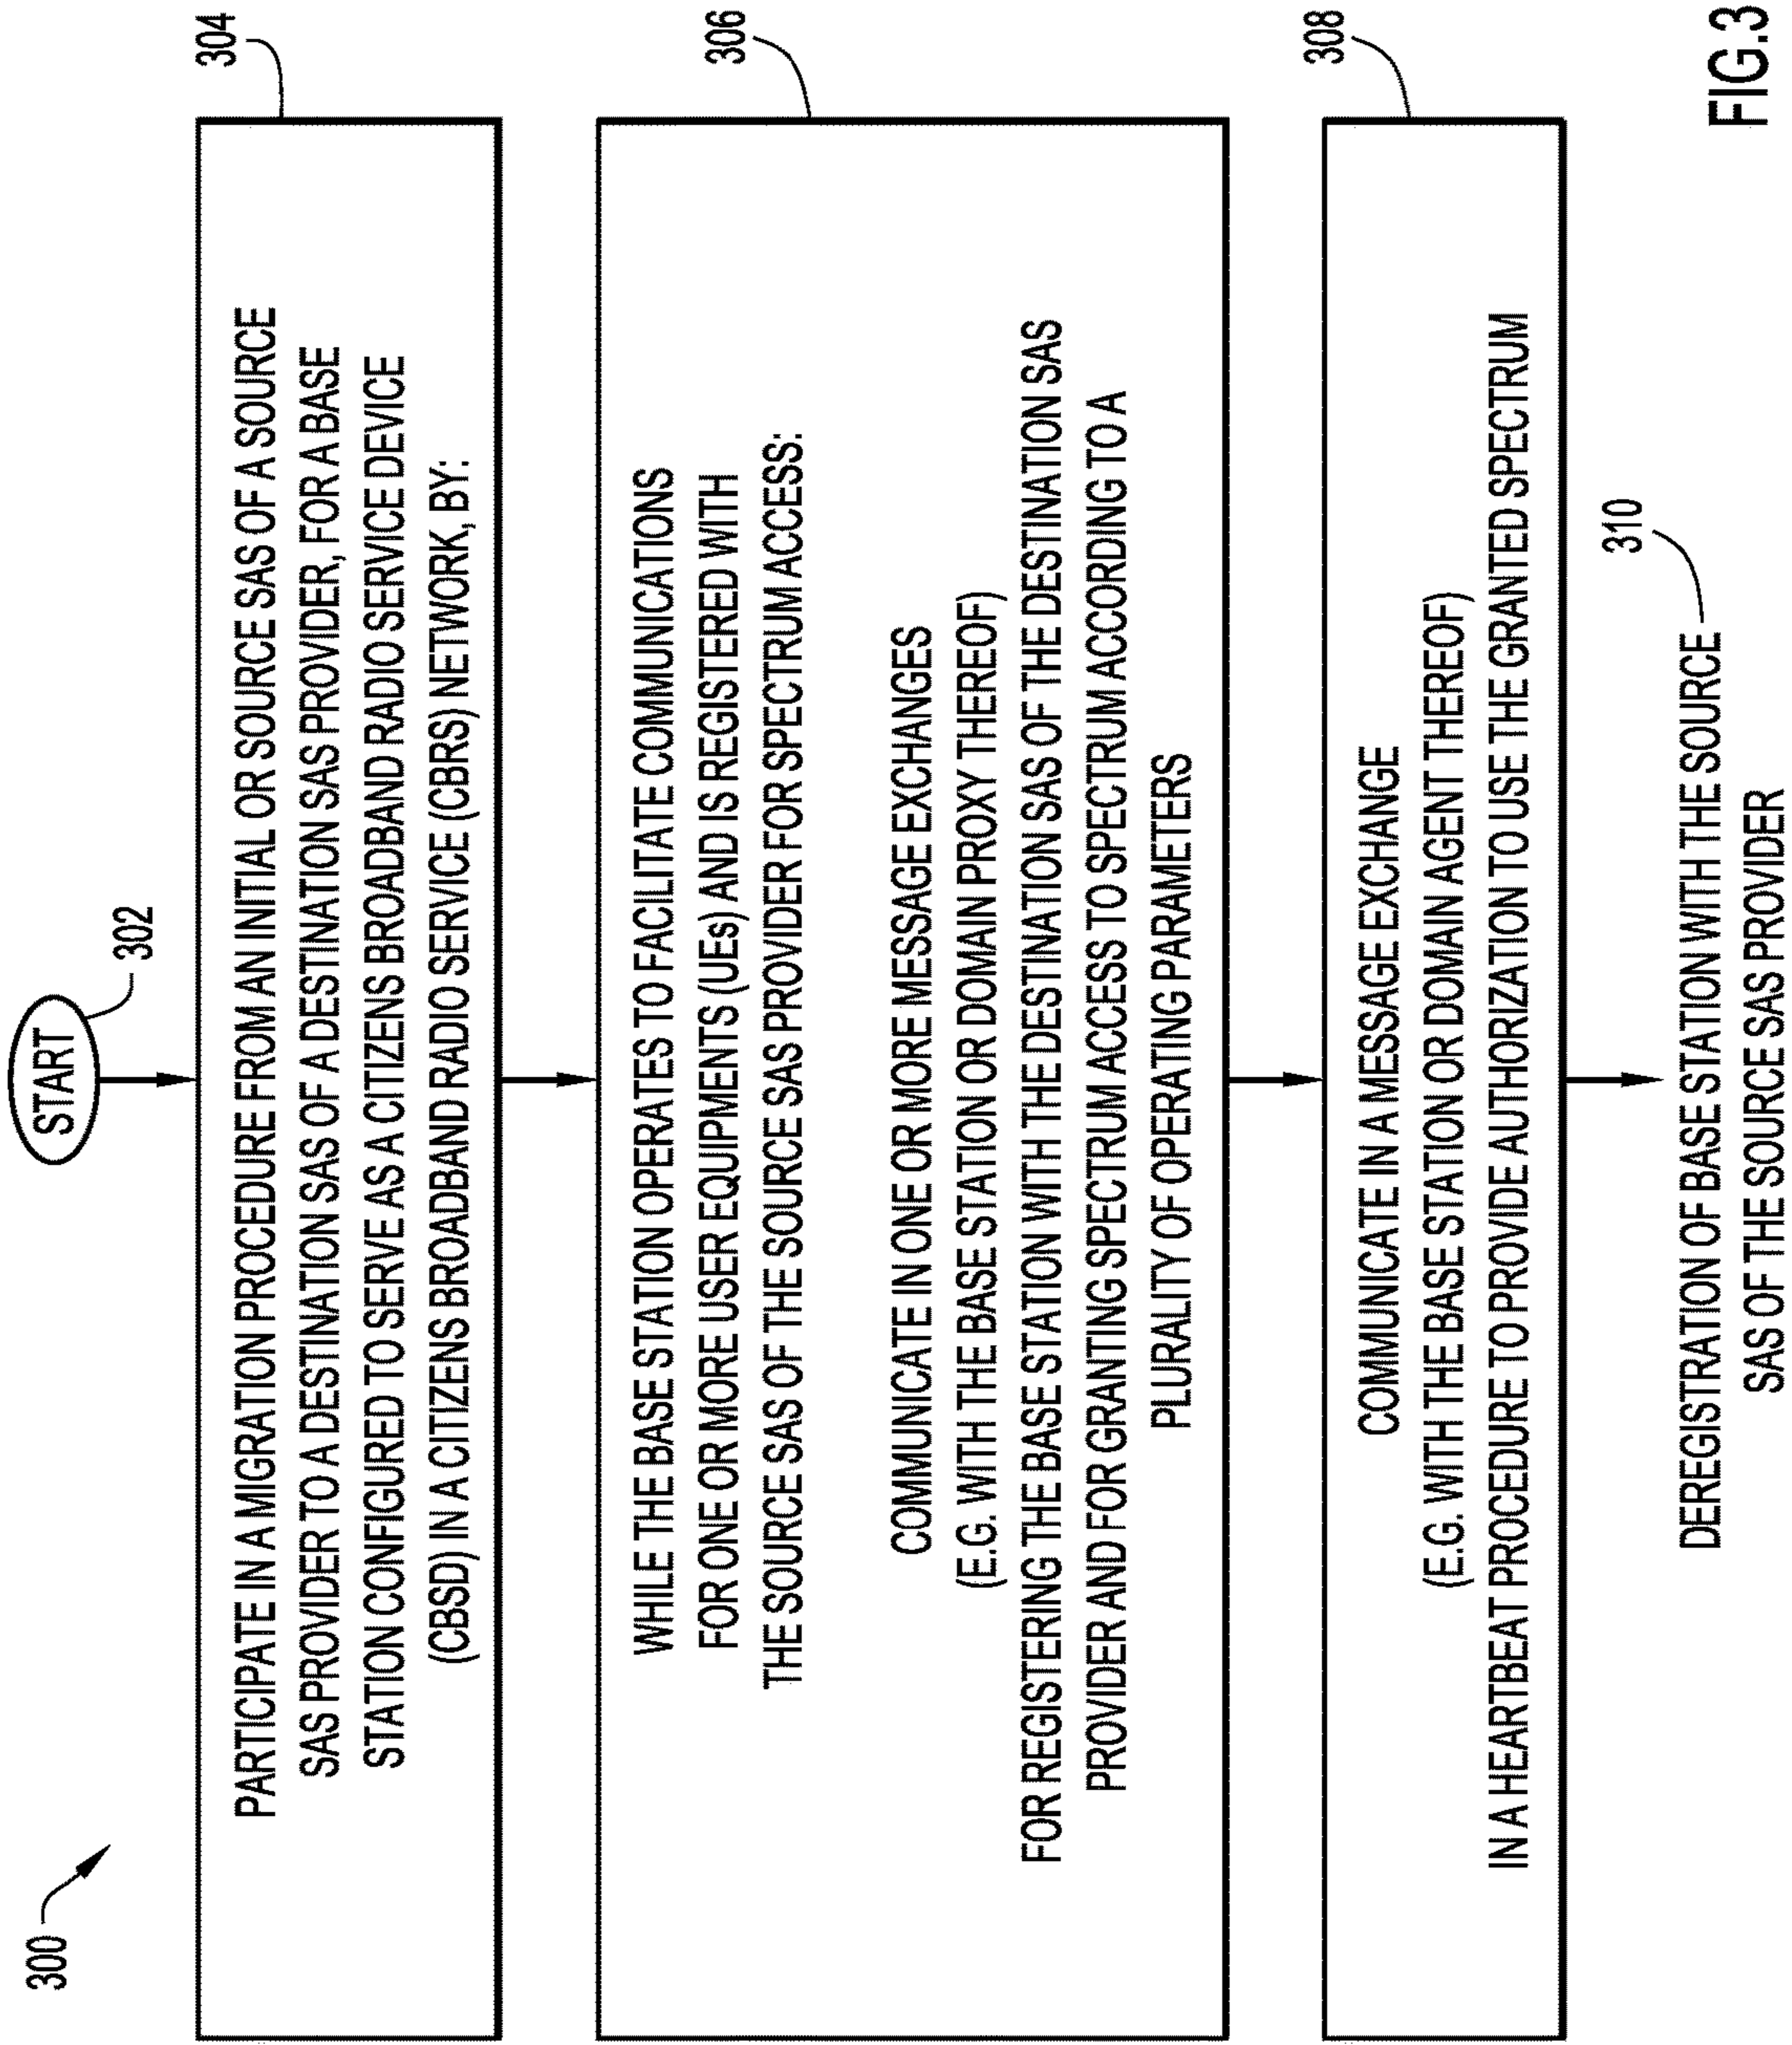 300
START
302
304
PARTICIPATE IN A MIGRATION PROCEDURE FROM AN INITIAL OR SOURCE SAS OF A SOURCE
SAS PROVIDER TO A DESTINATION SAS OF A DESTINATION SAS PROVIDER, FOR A BASE
STATION CONFIGURED TO SERVE AS A CITIZENS BROADBAND RADIO SERVICE DEVICE
(CBSD) IN A CITIZENS BROADBAND RADIO SERVICE (CBRS) NETWORK, BY:
306
WHILE THE BASE STATION OPERATES TO FACILITATE COMMUNICATIONS
FOR ONE OR MORE USER EQUIPMENTS (UEs) AND IS REGISTERED WITH
THE SOURCE SAS OF THE SOURCE SAS PROVIDER FOR SPECTRUM ACCESS:
COMMUNICATE IN ONE OR MORE MESSAGE EXCHANGES
(E.G. WITH THE BASE STATION OR DOMAIN PROXY THEREOF)
FOR REGISTERING THE BASE STATION WITH THE DESTINATION SAS OF THE DESTINATION SAS
PROVIDER AND FOR GRANTING SPECTRUM ACCESS TO SPECTRUM ACCORDING TO A
PLURALITY OF OPERATING PARAMETERS
308
COMMUNICATE IN A MESSAGE EXCHANGE
(E.G. WITH THE BASE STATION OR DOMAIN AGENT THEREOF)
IN A HEARTBEAT PROCEDURE TO PROVIDE AUTHORIZATION TO USE THE GRANTED SPECTRUM
310
DEREGISTRATION OF BASE STATION WITH THE SOURCE
SAS OF THE SOURCE SAS PROVIDER
FIG.3